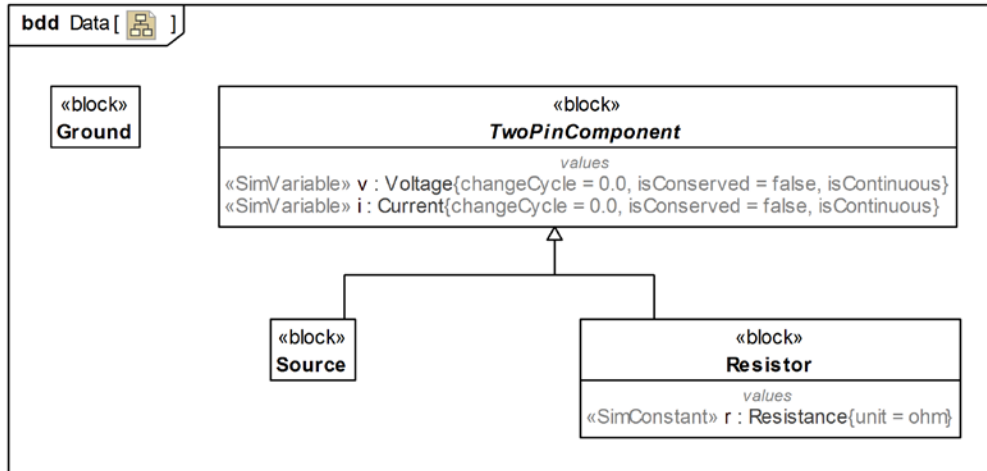 bdd Data[ ]
«block»
Ground
«block»
TwoPinComponent
values
«SimVariable» v : Voltage{changeCycle = 0.0, isConserved = false, isContinuous}
«SimVariable» i : Current{changeCycle = 0.0, isConserved = false, isContinuous}
«block»
Source
«block»
Resistor
values
«SimConstant» r : Resistance{unit = ohm}